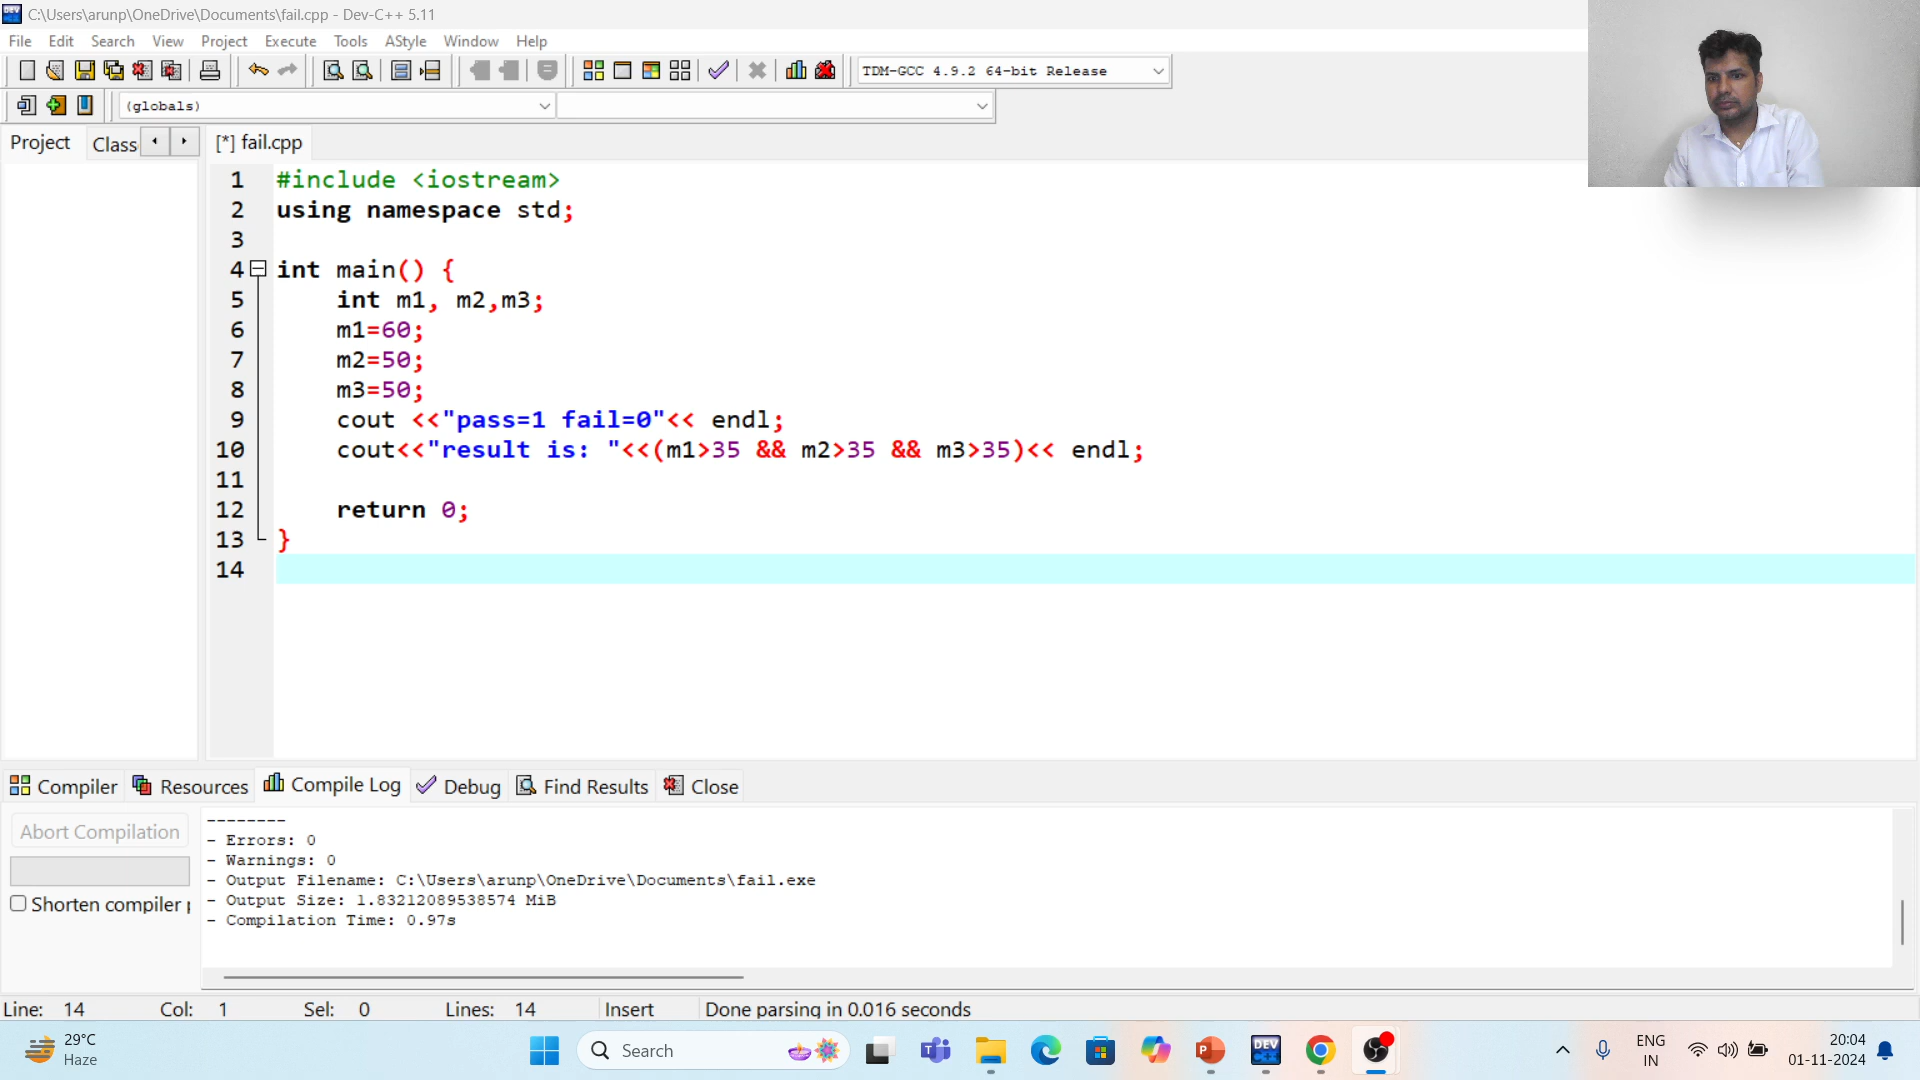 C:\Users\arunp\OneDrive\Documents\fail.cpp - Dev-C++ 5.11
File Edit Search View Project Execute Tools AStyle Window Help
TDM-GCC 4.9.2 64-bit Release
(globals)
Project Class [*] fail.cpp
1 #include <iostream>
2 using namespace std;
3
4 int main() {
5 int m1, m2,m3;
6 m1=60;
7 m2=50;
8 m3=50;
9 cout <<"pass=1 fail=0"<< endl;
10 cout<<"result is: "<<(m1>35 && m2>35 && m3>35)<< endl;
11
12 return 0;
13 }
14
Compiler Resources Compile Log Debug Find Results Close
Abort Compilation
Shorten compiler p
--------
- Errors: 0
- Warnings: 0
- Output Filename: C:\Users\arunp\OneDrive\Documents\fail.exe
- Output Size: 1.83212089538574 MiB
- Compilation Time: 0.97s
Line: 14 Col: 1 Sel: 0 Lines: 14 Insert Done parsing in 0.016 seconds
29°C
Haze
Search
DEV
ENG
IN
20:04
01-11-2024